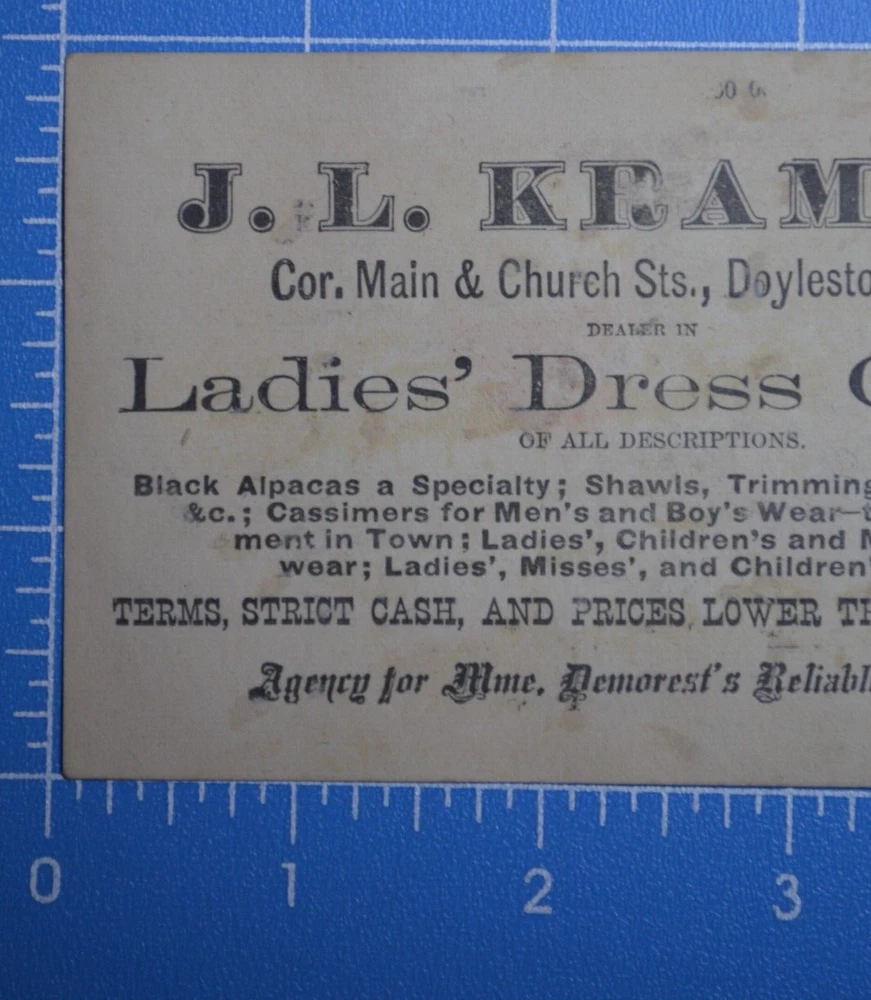 J. L. KRAM
Cor. Main & Church Sts., Doylesto
DEALER IN
Ladies' Dress
OF ALL DESCRIPTIONS.
Black Alpacas a Specialty; Shawls, Trimming
&c.; Cassimers for Men's and Boy's Wear—t
ment in Town; Ladies', Children's and M
wear; Ladies', Misses', and Children'
TERMS, STRICT CASH, AND PRICES LOWER TH
Agency for Mme. Demorest's Reliabl
0 1 2 3